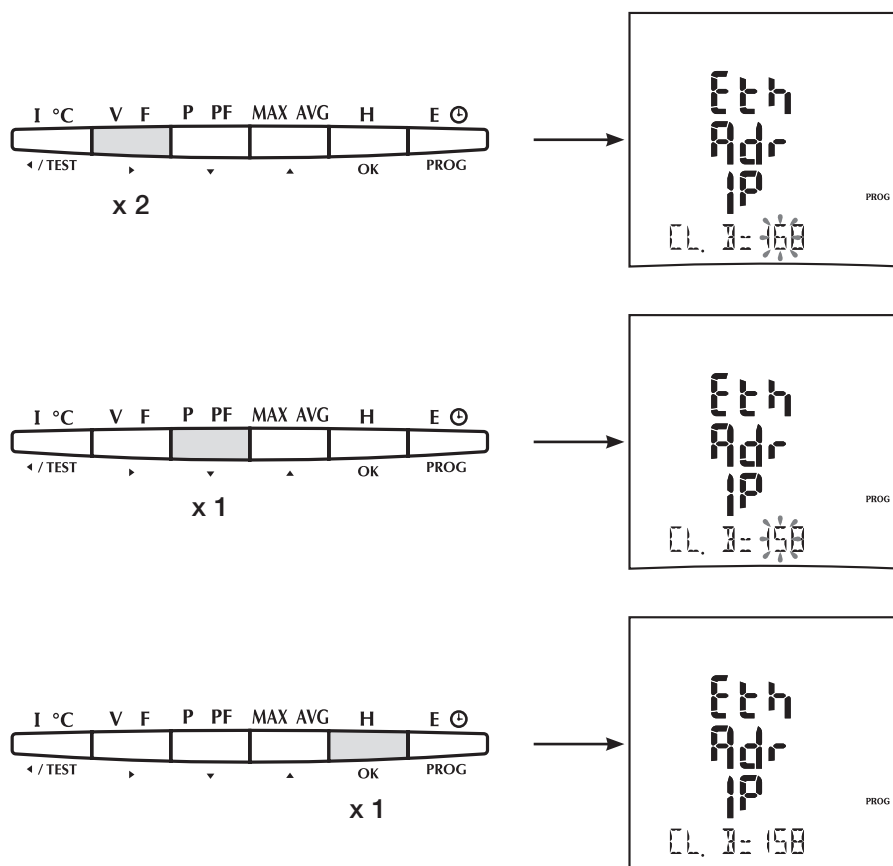 I °C V F P PF MAX AVG H E
/ TEST OK PROG
x 2
Eth
Adr
IP
PROG
CL. 3= 168
I °C V F P PF MAX AVG H E
/ TEST OK PROG
x 1
Eth
Adr
IP
PROG
CL. 3= 158
I °C V F P PF MAX AVG H E
/ TEST OK PROG
x 1
Eth
Adr
IP
PROG
CL. 3= 158